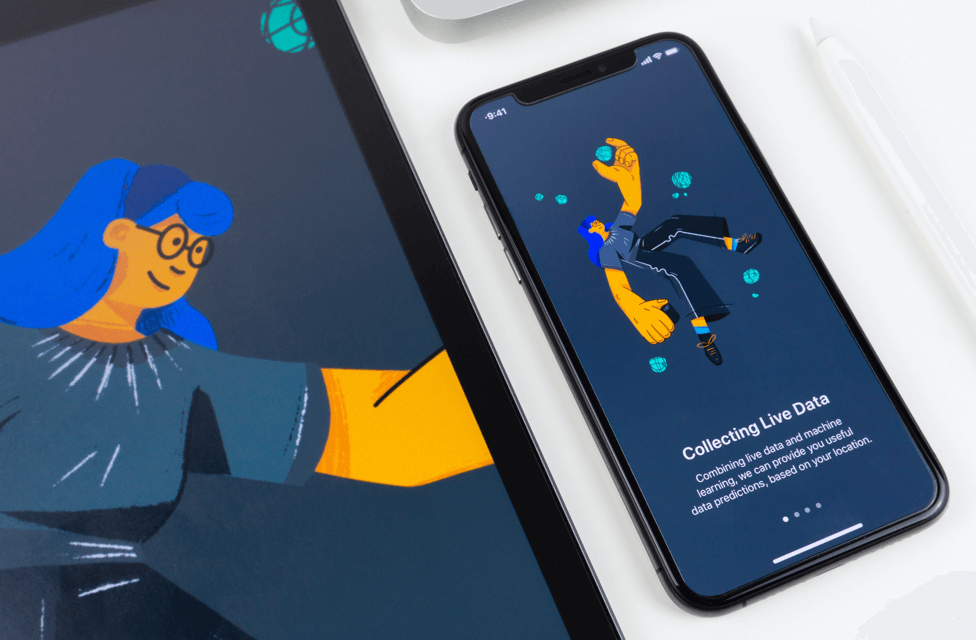 9:41
Collecting Live Data
Combining live data and machine
learning, we can provide you useful
data predictions, based on your location.